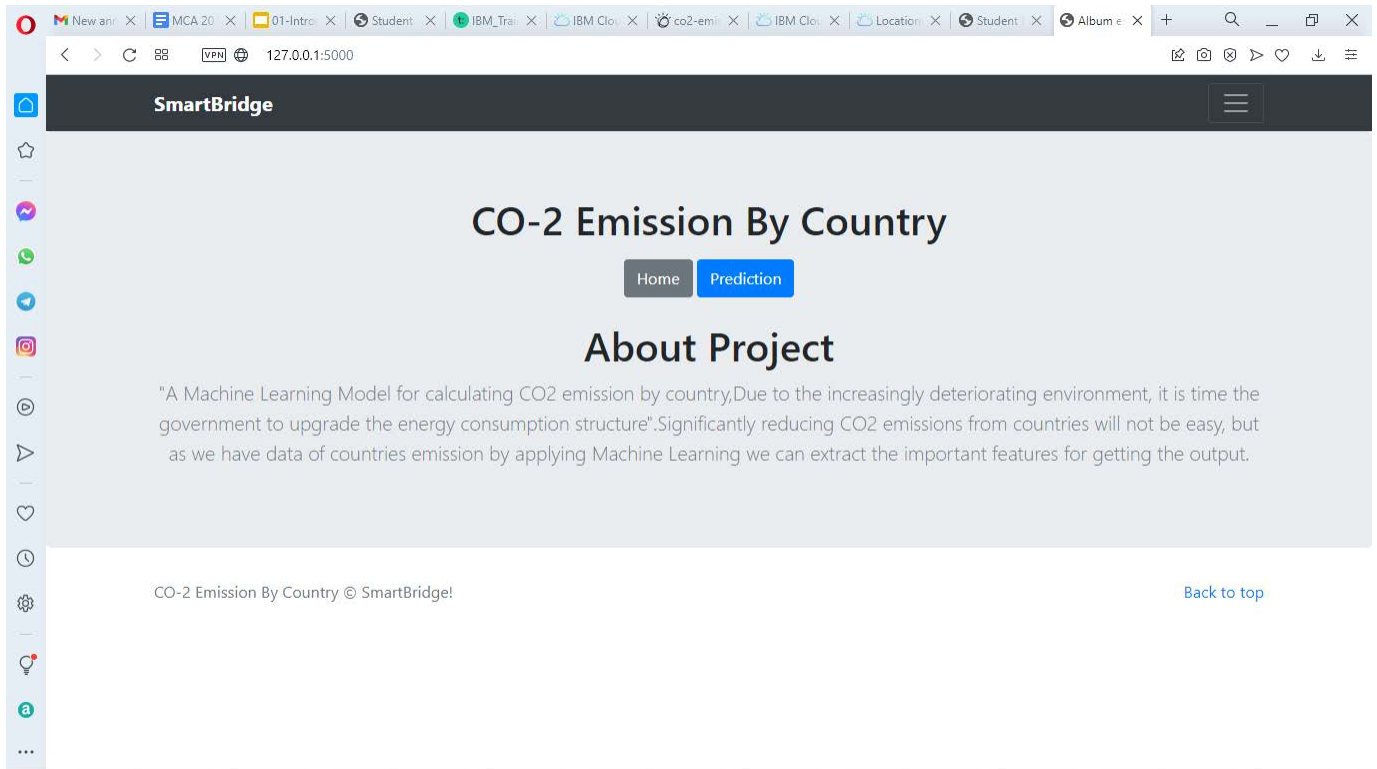 New ann
MCA 20
01-Intro
Student
IBM_Trai
IBM Clou
co2-emi
IBM Clou
Location
Student
Album e
VPN
127.0.0.1:5000
SmartBridge
CO-2 Emission By Country
Home
Prediction
About Project
"A Machine Learning Model for calculating CO2 emission by country,Due to the increasingly deteriorating environment, it is time the
government to upgrade the energy consumption structure".Significantly reducing CO2 emissions from countries will not be easy, but
as we have data of countries emission by applying Machine Learning we can extract the important features for getting the output.
CO-2 Emission By Country © SmartBridge!
Back to top